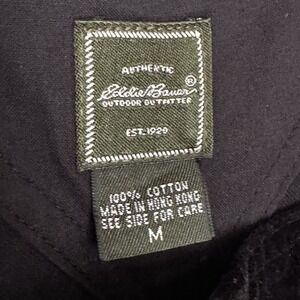 AUTHENTIC
Eddie Bauer®
OUTDOOR OUTFITTER
EST. 1920
100% COTTON
MADE IN HONG KONG
SEE SIDE FOR CARE
M